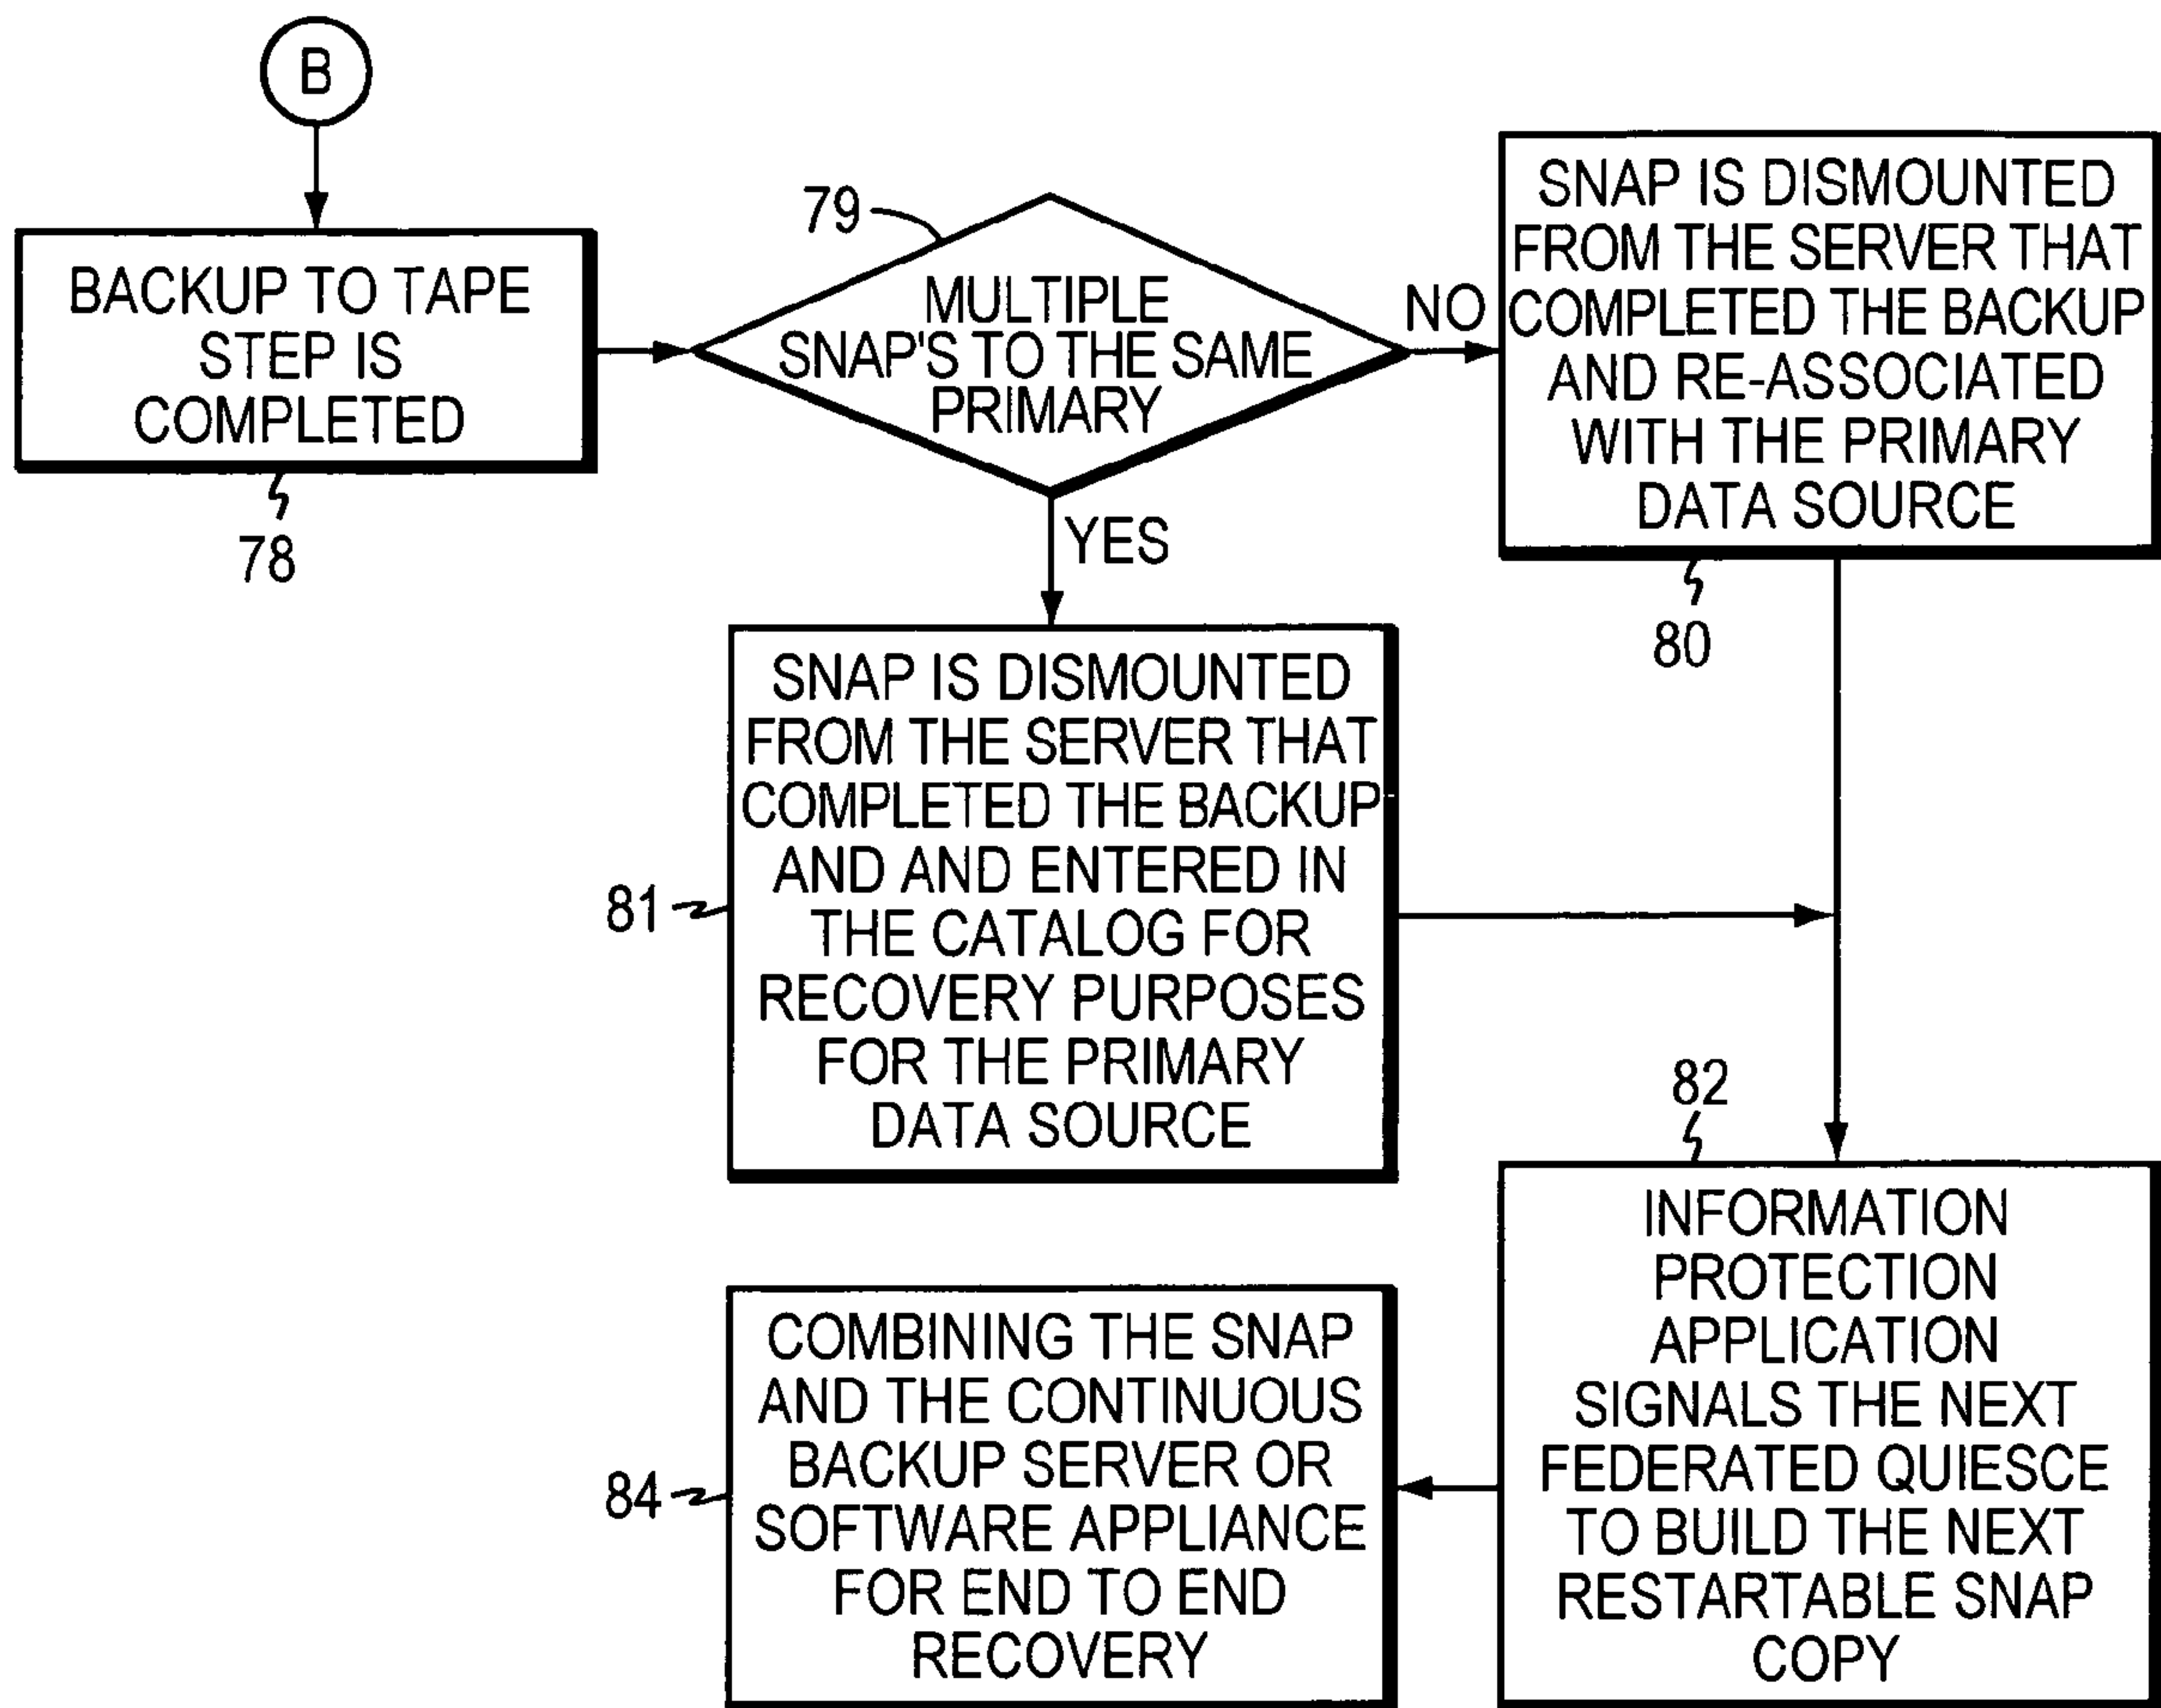 B
BACKUP TO TAPE
STEP IS
COMPLETED
78
79
MULTIPLE
SNAP'S TO THE SAME
PRIMARY
NO
YES
SNAP IS DISMOUNTED
FROM THE SERVER THAT
COMPLETED THE BACKUP
AND RE-ASSOCIATED
WITH THE PRIMARY
DATA SOURCE
80
SNAP IS DISMOUNTED
FROM THE SERVER THAT
COMPLETED THE BACKUP
AND AND ENTERED IN
THE CATALOG FOR
RECOVERY PURPOSES
FOR THE PRIMARY
DATA SOURCE
81
82
INFORMATION
PROTECTION
APPLICATION
SIGNALS THE NEXT
FEDERATED QUIESCE
TO BUILD THE NEXT
RESTARTABLE SNAP
COPY
COMBINING THE SNAP
AND THE CONTINUOUS
BACKUP SERVER OR
SOFTWARE APPLIANCE
FOR END TO END
RECOVERY
84